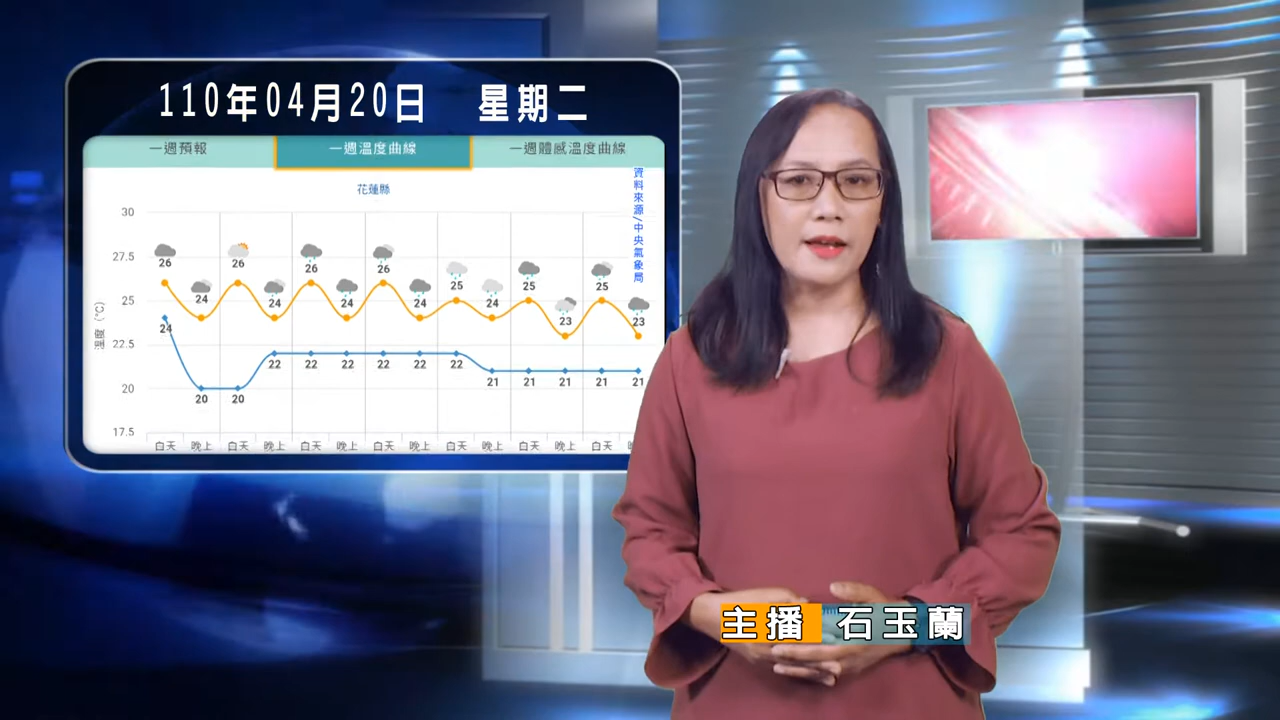 110年04月20日 星期二
一週預報 一週溫度曲線 一週體感溫度曲線
花蓮縣
資料來源/中央氣象局
溫度 (°C)
30
27.5
25
22.5
20
17.5
26 24 26 24 26 24 26 24 25 24 25 23 25 23
24 20 20 22 22 22 22 22 22 21 21 21 21 21
白天 晚上 白天 晚上 白天 晚上 白天 晚上 白天 晚上 白天 晚上 白天
主播 石玉蘭